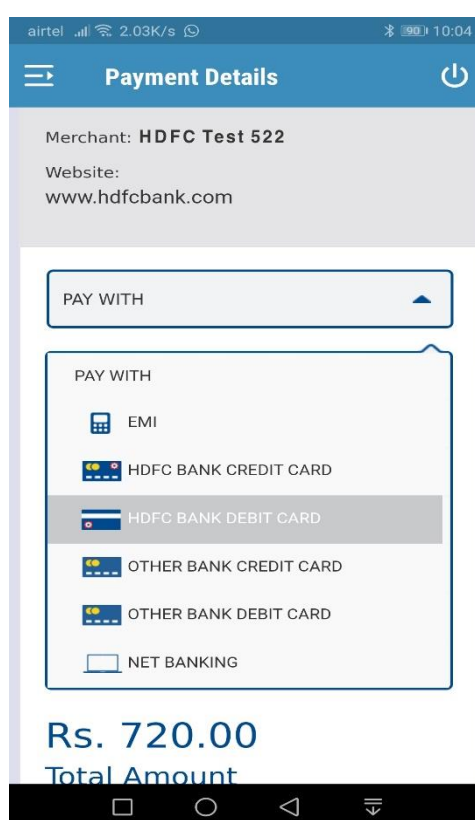 airtel 2.03K/s 90 10:04
Payment Details
Merchant: HDFC Test 522
Website:
www.hdfcbank.com
PAY WITH
PAY WITH
EMI
HDFC BANK CREDIT CARD
HDFC BANK DEBIT CARD
OTHER BANK CREDIT CARD
OTHER BANK DEBIT CARD
NET BANKING
Rs. 720.00
Total Amount